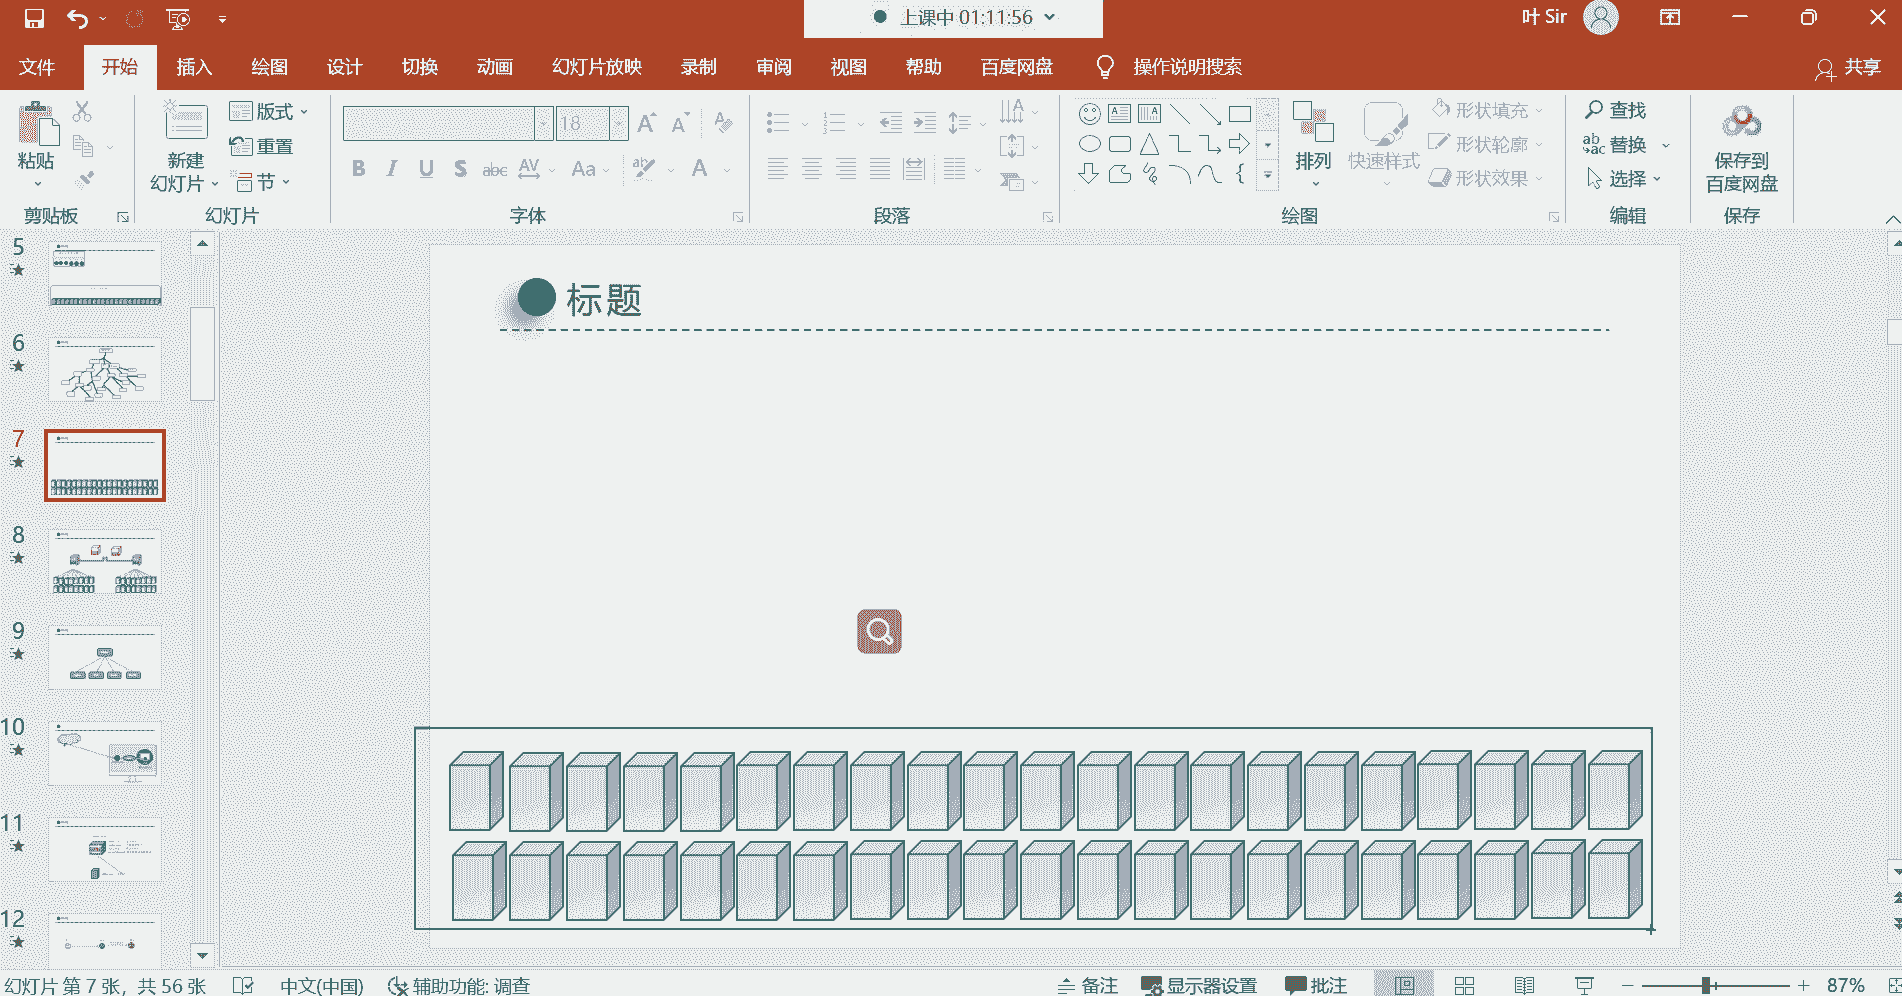 上课中 01:11:56
叶 Sir
文件 开始 插入 绘图 设计 切换 动画 幻灯片放映 录制 审阅 视图 帮助 百度网盘 操作说明搜索 共享
粘贴
剪贴板
新建
幻灯片
版式
重置
节
幻灯片
18
B I U S abc AV Aa A
字体
段落
排列
快速样式
形状填充
形状轮廓
形状效果
绘图
查找
替换
选择
编辑
保存到
百度网盘
保存
5
6
7
8
9
10
11
12
标题
幻灯片 第 7 张，共 56 张 中文(中国) 辅助功能: 调查 备注 显示器设置 批注 87%